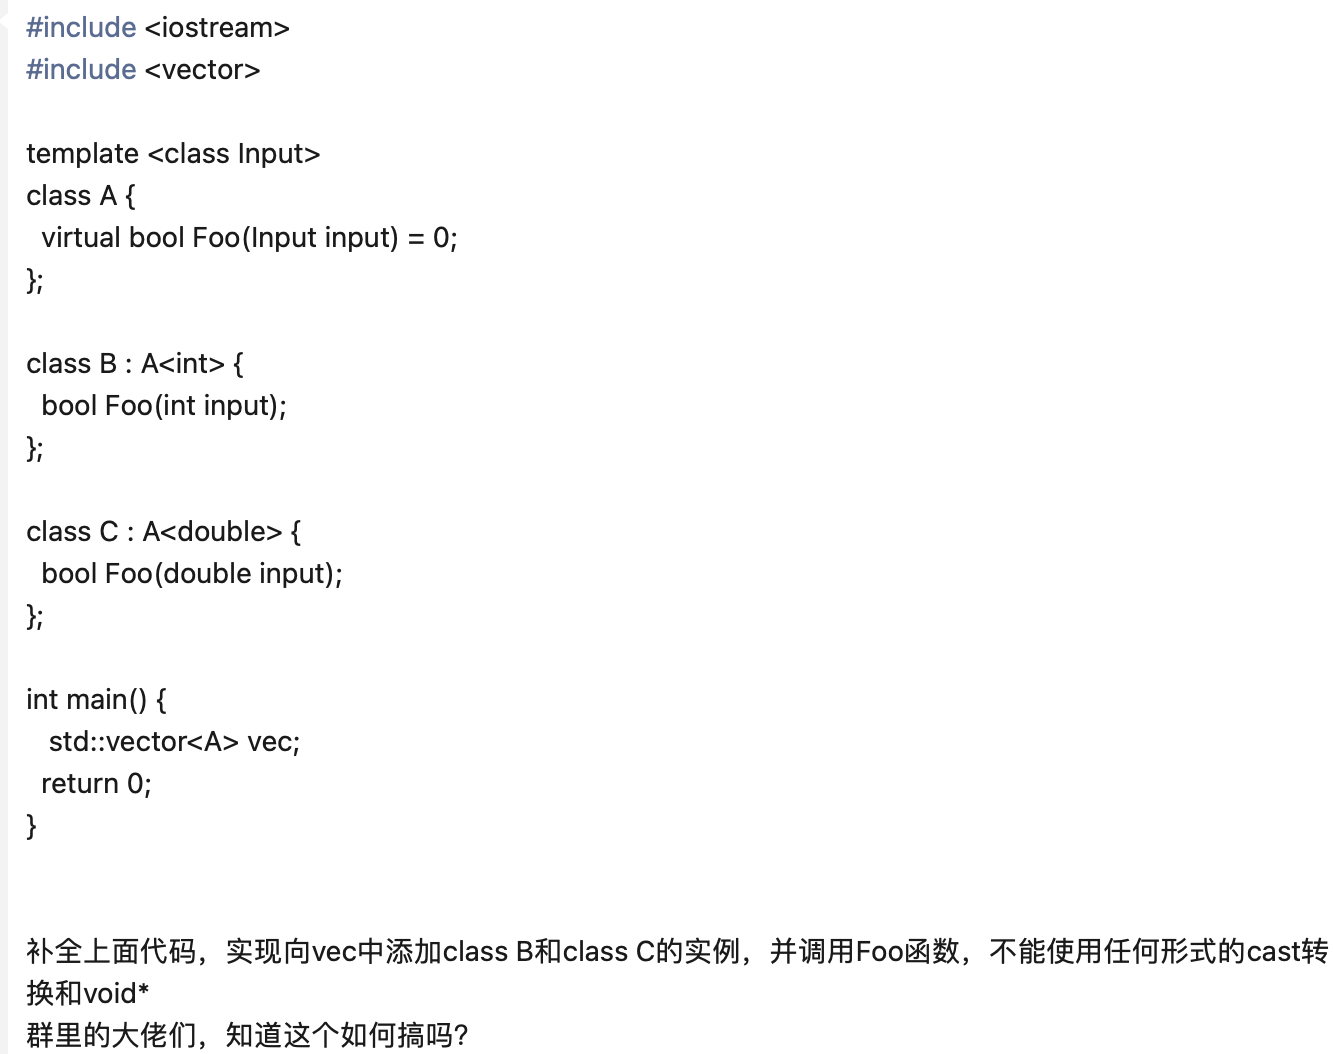 #include <iostream>
#include <vector>
template <class Input>
class A {
virtual bool Foo(Input input) = 0;
};
class B : A<int> {
bool Foo(int input);
};
class C : A<double> {
bool Foo(double input);
};
int main() {
std::vector<A> vec;
return 0;
}
补全上面代码，实现向vec中添加class B和class C的实例，并调用Foo函数，不能使用任何形式的cast转
换和void*
群里的大佬们，知道这个如何搞吗？